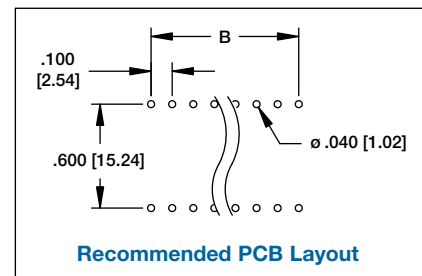 B
.100
[2.54]
.600 [15.24]
ø .040 [1.02]
Recommended PCB Layout